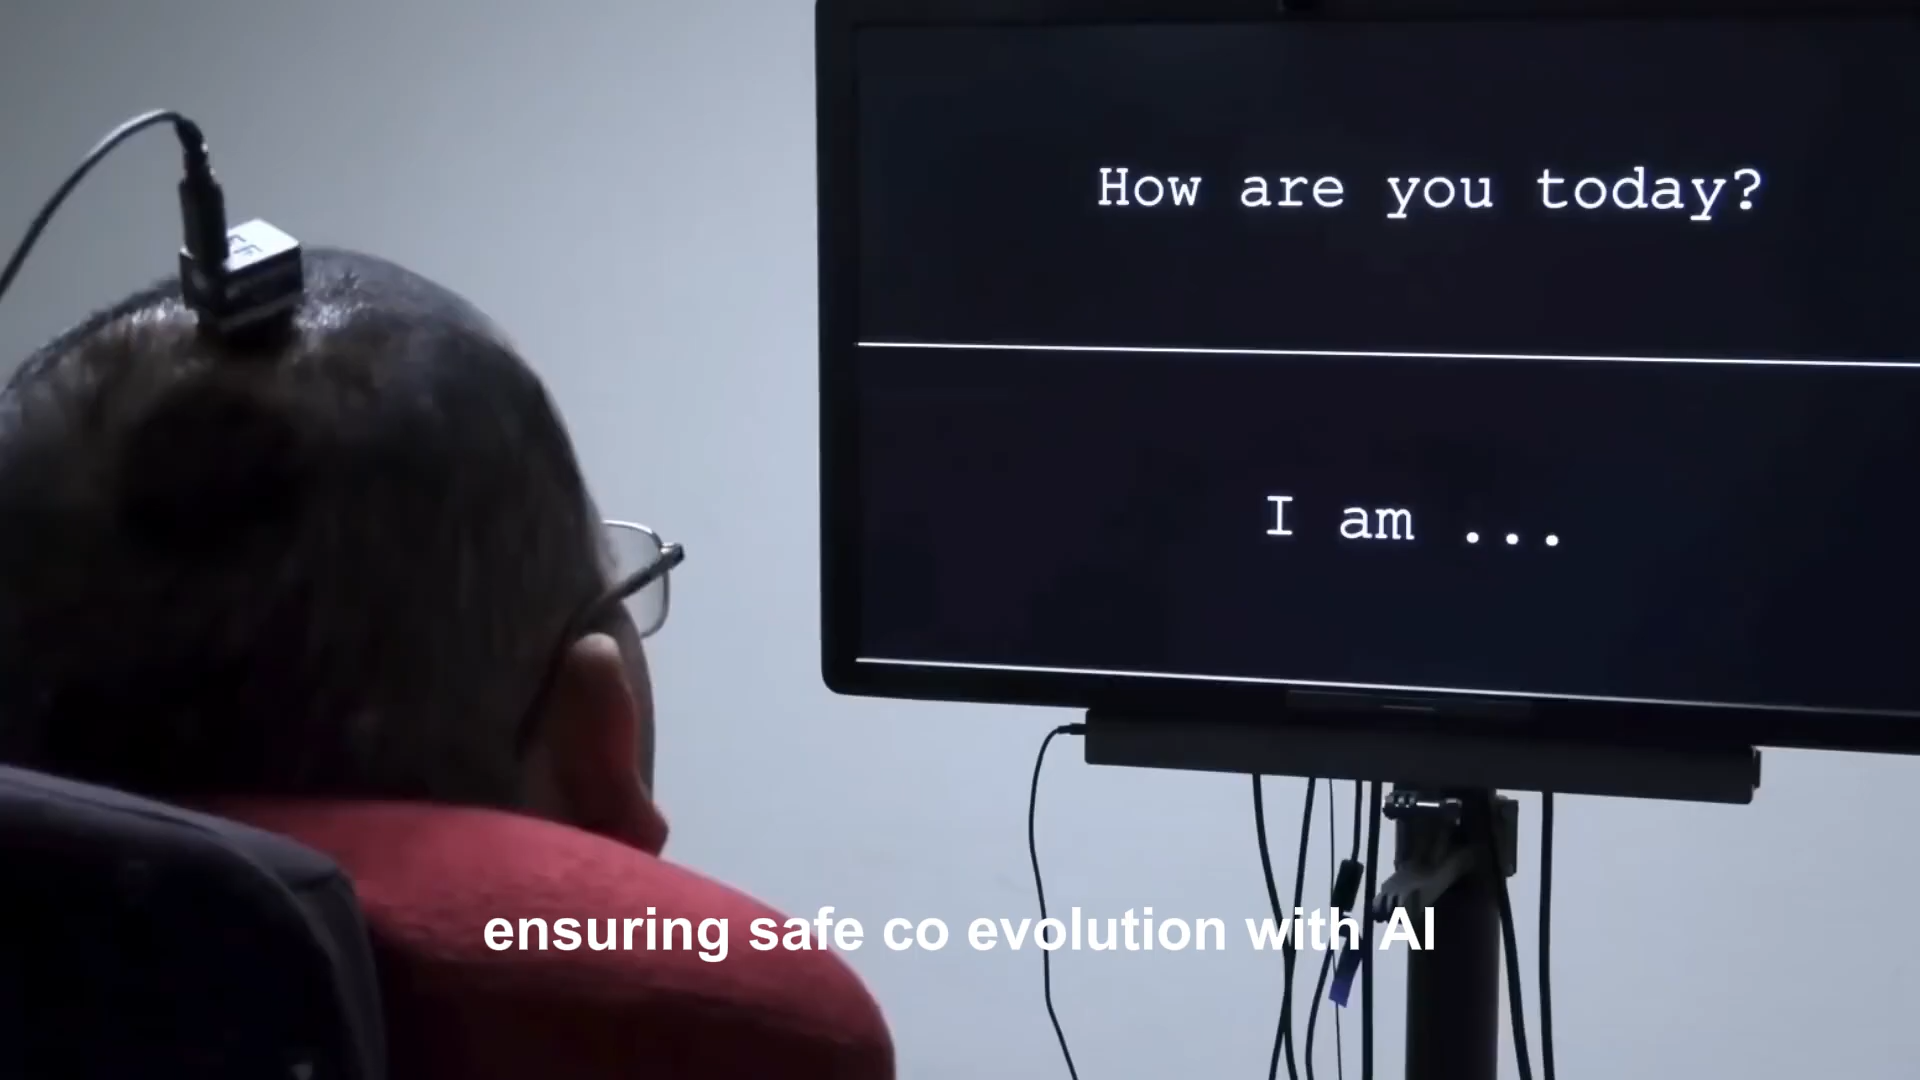 How are you today?
I am ...
ensuring safe co evolution with AI